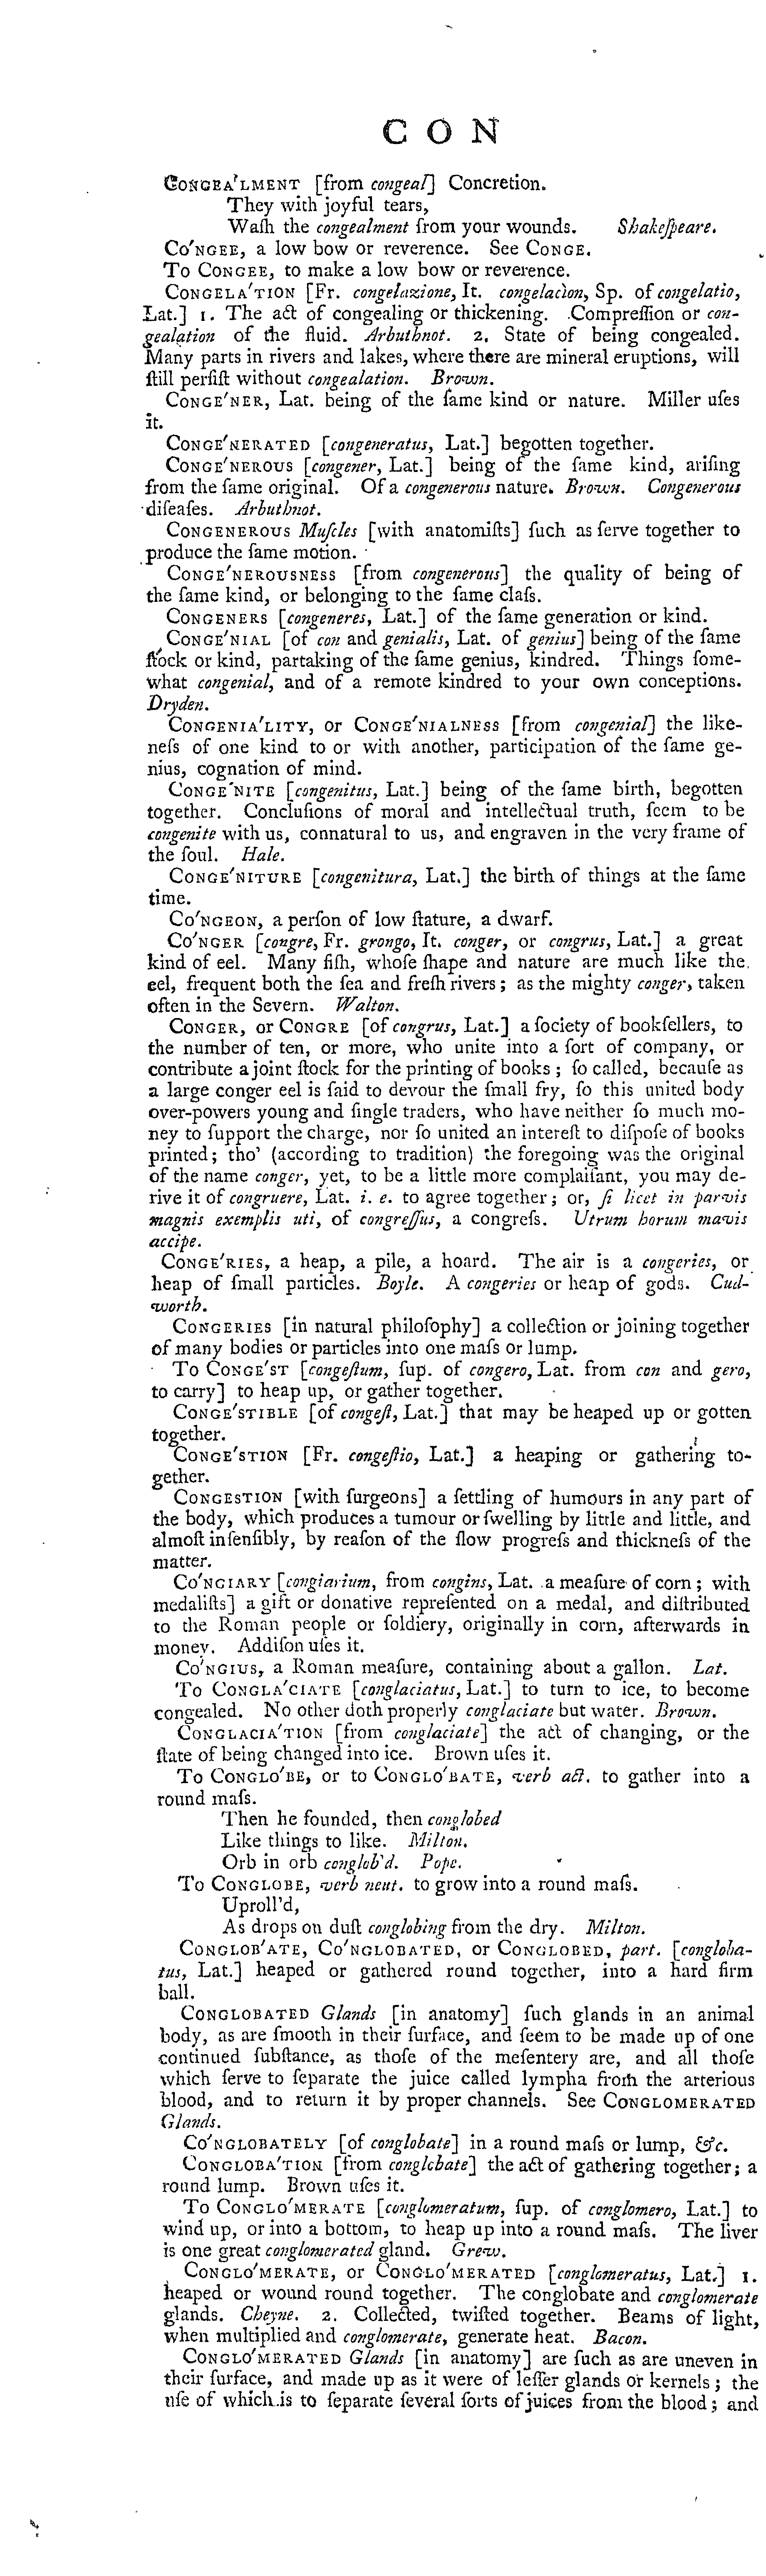 CON
CONGEA'LMENT [from congeal] Concretion.
They with joyful tears,
Waſh the congealment from your wounds. Shakeſpeare.
CO'NGEE, a low bow or reverence. See CONGE.
To CONGEE, to make a low bow or reverence.
CONGELA'TION [Fr. congelazione, It. congelaciòn, Sp. of congelatio,
Lat.] 1. The act of congealing or thickening. Compreſſion or con-
gealation of the fluid. Arbuthnot. 2. State of being congealed.
Many parts in rivers and lakes, where there are mineral eruptions, will
ſtill perſiſt without congealation. Brown.
CONGE'NER, Lat. being of the ſame kind or nature. Miller uſes
it.
CONGE'NERATED [congeneratus, Lat.] begotten together.
CONGE'NEROUS [congener, Lat.] being of the ſame kind, ariſing
from the ſame original. Of a congenerous nature. Brown. Congenerous
diſeaſes. Arbuthnot.
CONGENEROUS Muſcles [with anatomiſts] ſuch as ſerve together to
produce the ſame motion.
CONGE'NEROUSNESS [from congenerous] the quality of being of
the ſame kind, or belonging to the ſame claſs.
CONGENERS [congeneres, Lat.] of the ſame generation or kind.
CONGE'NIAL [of con and genialis, Lat. of genius] being of the ſame
ſtock or kind, partaking of the ſame genius, kindred. Things ſome-
what congenial, and of a remote kindred to your own conceptions.
Dryden.
CONGENIA'LITY, or CONGE'NIALNESS [from congenial] the like-
neſs of one kind to or with another, participation of the ſame ge-
nius, cognation of mind.
CONGE'NITE [congenitus, Lat.] being of the ſame birth, begotten
together. Concluſions of moral and intellectual truth, ſeem to be
congenite with us, connatural to us, and engraven in the very frame of
the ſoul. Hale.
CONGE'NITURE [congenitura, Lat.] the birth of things at the ſame
time.
CO'NGEON, a perſon of low ſtature, a dwarf.
CO'NGER [congre, Fr. grongo, It. conger, or congrus, Lat.] a great
kind of eel. Many fiſh, whoſe ſhape and nature are much like the
eel, frequent both the ſea and freſh rivers; as the mighty conger, taken
often in the Severn. Walton.
CONGER, or CONGRE [of congrus, Lat.] a ſociety of bookſellers, to
the number of ten, or more, who unite into a ſort of company, or
contribute a joint ſtock for the printing of books; ſo called, becauſe as
a large conger eel is ſaid to devour the ſmall fry, ſo this united body
over-powers young and ſingle traders, who have neither ſo much mo-
ney to ſupport the charge, nor ſo united an intereſt to diſpoſe of books
printed; tho' (according to tradition) the foregoing was the original
of the name conger, yet, to be a little more complaiſant, you may de-
rive it of congruere, Lat. i. e. to agree together; or, ſi licet in parvis
magnis exemplis uti, of congreſſus, a congreſs. Utrum horum mavis
accipe.
CONGE'RIES, a heap, a pile, a hoard. The air is a congeries, or
heap of ſmall particles. Boyle. A congeries or heap of gods. Cud-
worth.
CONGERIES [in natural philoſophy] a collection or joining together
of many bodies or particles into one maſs or lump.
To CONGE'ST [congeſtum, ſup. of congero, Lat. from con and gero,
to carry] to heap up, or gather together.
CONGE'STIBLE [of congeſt, Lat.] that may be heaped up or gotten
together.
CONGE'STION [Fr. congeſtio, Lat.] a heaping or gathering to-
gether.
CONGESTION [with ſurgeons] a ſettling of humours in any part of
the body, which produces a tumour or ſwelling by little and little, and
almoſt inſenſibly, by reaſon of the ſlow progreſs and thickneſs of the
matter.
CO'NGIARY [congiarium, from congins, Lat. a meaſure of corn; with
medaliſts] a gift or donative repreſented on a medal, and diſtributed
to the Roman people or ſoldiery, originally in corn, afterwards in
money. Addiſon uſes it.
CO'NGIUS, a Roman meaſure, containing about a gallon. Lat.
To CONGLA'CIATE [conglaciatus, Lat.] to turn to ice, to become
congealed. No other doth properly conglaciate but water. Brown.
CONGLACIA'TION [from conglaciate] the act of changing, or the
ſtate of being changed into ice. Brown uſes it.
To CONGLO'BE, or to CONGLO'BATE, verb act. to gather into a
round maſs.
Then he founded, then conglobed
Like things to like. Milton.
Orb in orb conglob'd. Pope.
To CONGLOBE, verb neut. to grow into a round maſs.
Uproll'd,
As drops on duſt conglobing from the dry. Milton.
CONGLOB'ATE, CO'NGLOBATED, or CONGLOBED, part. [congloba-
tus, Lat.] heaped or gathered round together, into a hard firm
ball.
CONGLOBATED Glands [in anatomy] ſuch glands in an animal
body, as are ſmooth in their ſurface, and ſeem to be made up of one
continued ſubſtance, as thoſe of the meſentery are, and all thoſe
which ſerve to ſeparate the juice called lympha from the arterious
blood, and to return it by proper channels. See CONGLOMERATED
Glands.
CO'NGLOBATELY [of conglobate] in a round maſs or lump, &c.
CONGLOBA'TION [from conglobate] the act of gathering together; a
round lump. Brown uſes it.
To CONGLO'MERATE [conglomeratum, ſup. of conglomero, Lat.] to
wind up, or into a bottom, to heap up into a round maſs. The liver
is one great conglomerated gland. Grew.
CONGLO'MERATE, or CONGLO'MERATED [conglomeratus, Lat.] 1.
heaped or wound round together. The conglobate and conglomerate
glands. Cheyne. 2. Collected, twiſted together. Beams of light,
when multiplied and conglomerate, generate heat. Bacon.
CONGLO'MERATED Glands [in anatomy] are ſuch as are uneven in
their ſurface, and made up as it were of leſſer glands or kernels; the
uſe of which is to ſeparate ſeveral ſorts of juices from the blood; and